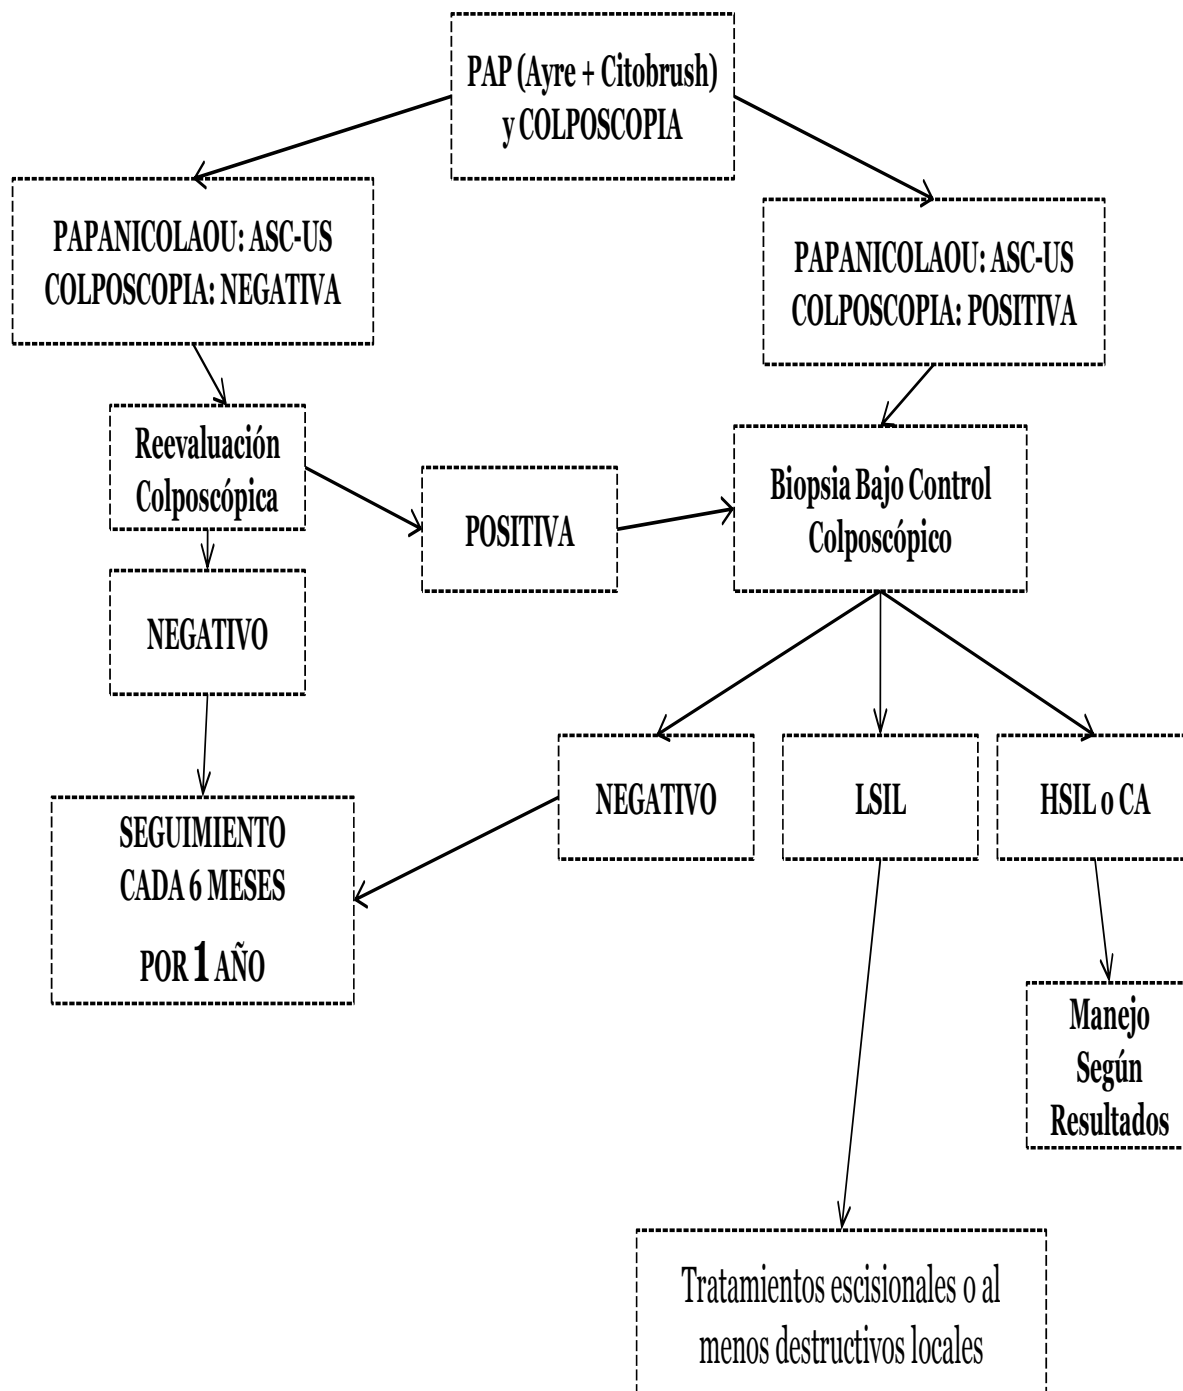 PAP (Ayre + Citobrush)
y COLPOSCOPIA
PAPANICOLAOU: ASC-US
COLPOSCOPIA: NEGATIVA
PAPANICOLAOU: ASC-US
COLPOSCOPIA: POSITIVA
Reevaluación
Colposcópica
POSITIVA
Biopsia Bajo Control
Colposcópico
NEGATIVO
NEGATIVO
LSIL
HSIL o CA
SEGUIMIENTO
CADA 6 MESES
POR 1 AÑO
Manejo
Según
Resultados
Tratamientos escisionales o al
menos destructivos locales